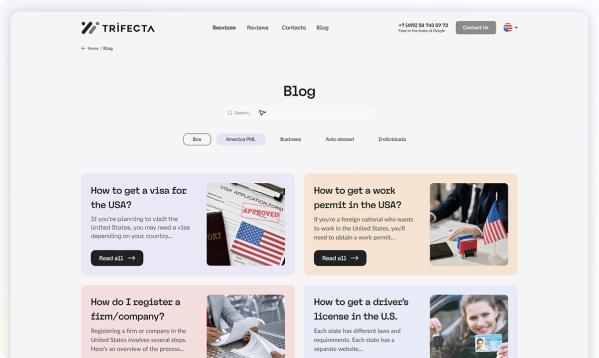 TRIFECTA
Services Reviews Contacts Blog
+7 (495) 58 743 59 72
Free in the state of Origin
Contact Us
← Home / Blog
Blog
Search..
Все America PML Business Auto abroad Individuals
How to get a visa for
the USA?
If you're planning to visit the
United States, you may need a visa
depending on your country...
Read all →
VISA APPLICATION FORM
APPROVED
How to get a work
permit in the USA?
If you're a foreign national who wants
to work in the United States, you'll
need to obtain a work permit...
Read all →
How do I register a
firm/company?
Registering a firm or company in the
United States involves several steps.
Here's an overview of the process...
How to get a driver's
license in the U.S.
Each state has different laws and
requirements. Each state has a
separate website...